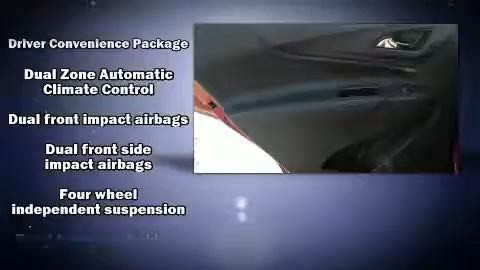 Driver Convenience Package
Dual Zone Automatic
Climate Control
Dual front impact airbags
Dual front side
impact airbags
Four wheel
independent suspension